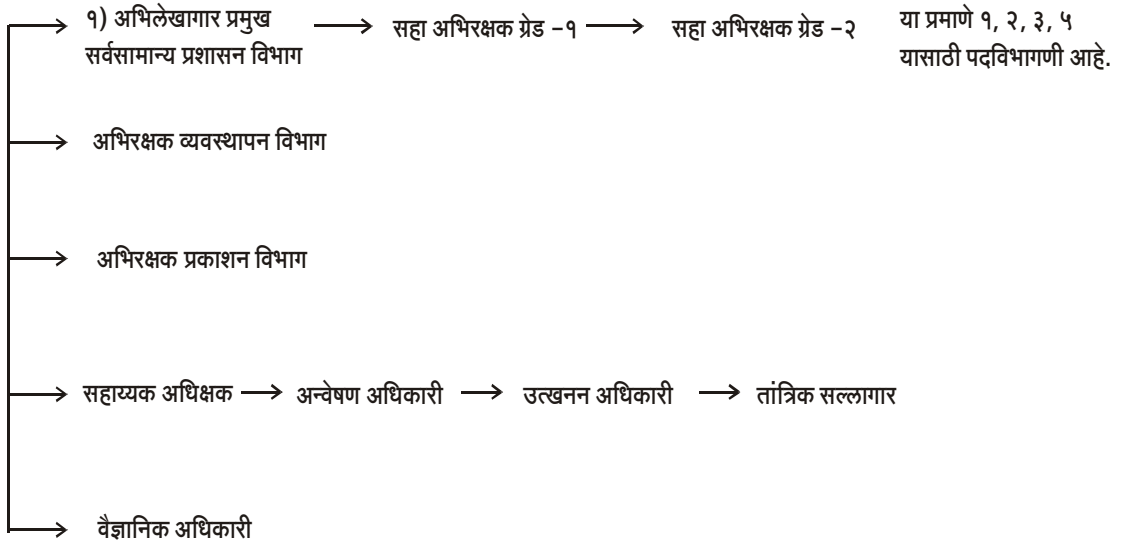 १) अभिलेखागार प्रमुख
सर्वसामान्य प्रशासन विभाग
सहा अभिरक्षक ग्रेड -१
सहा अभिरक्षक ग्रेड -२
या प्रमाणे १, २, ३, ५
यासाठी पदविभागणी आहे.
अभिरक्षक व्यवस्थापन विभाग
अभिरक्षक प्रकाशन विभाग
सहाय्यक अधिक्षक
अन्वेषण अधिकारी
उत्खनन अधिकारी
तांत्रिक सल्लागार
वैज्ञानिक अधिकारी